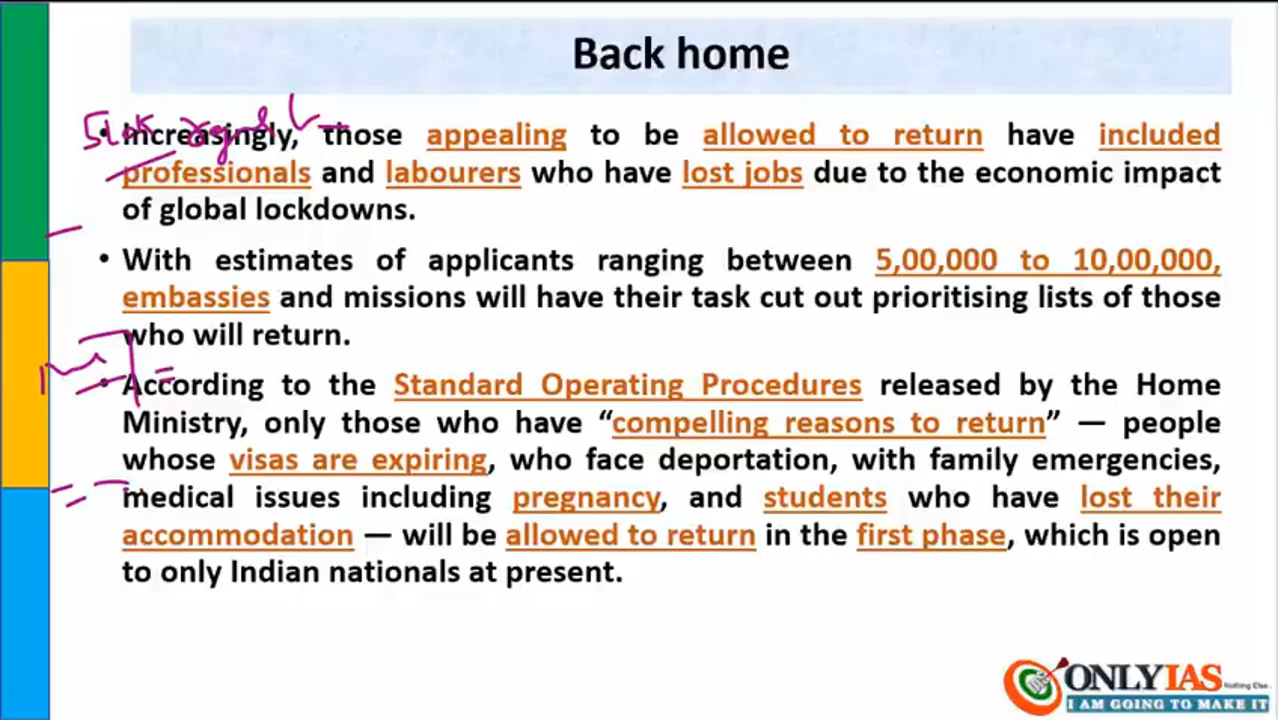 Back home
• Increasingly, those appealing to be allowed to return have included
professionals and labourers who have lost jobs due to the economic impact
of global lockdowns.
• With estimates of applicants ranging between 5,00,000 to 10,00,000,
embassies and missions will have their task cut out prioritising lists of those
who will return.
• According to the Standard Operating Procedures released by the Home
Ministry, only those who have “compelling reasons to return” — people
whose visas are expiring, who face deportation, with family emergencies,
medical issues including pregnancy, and students who have lost their
accommodation — will be allowed to return in the first phase, which is open
to only Indian nationals at present.
ONLYIAS Nothing Else..
I AM GOING TO MAKE IT